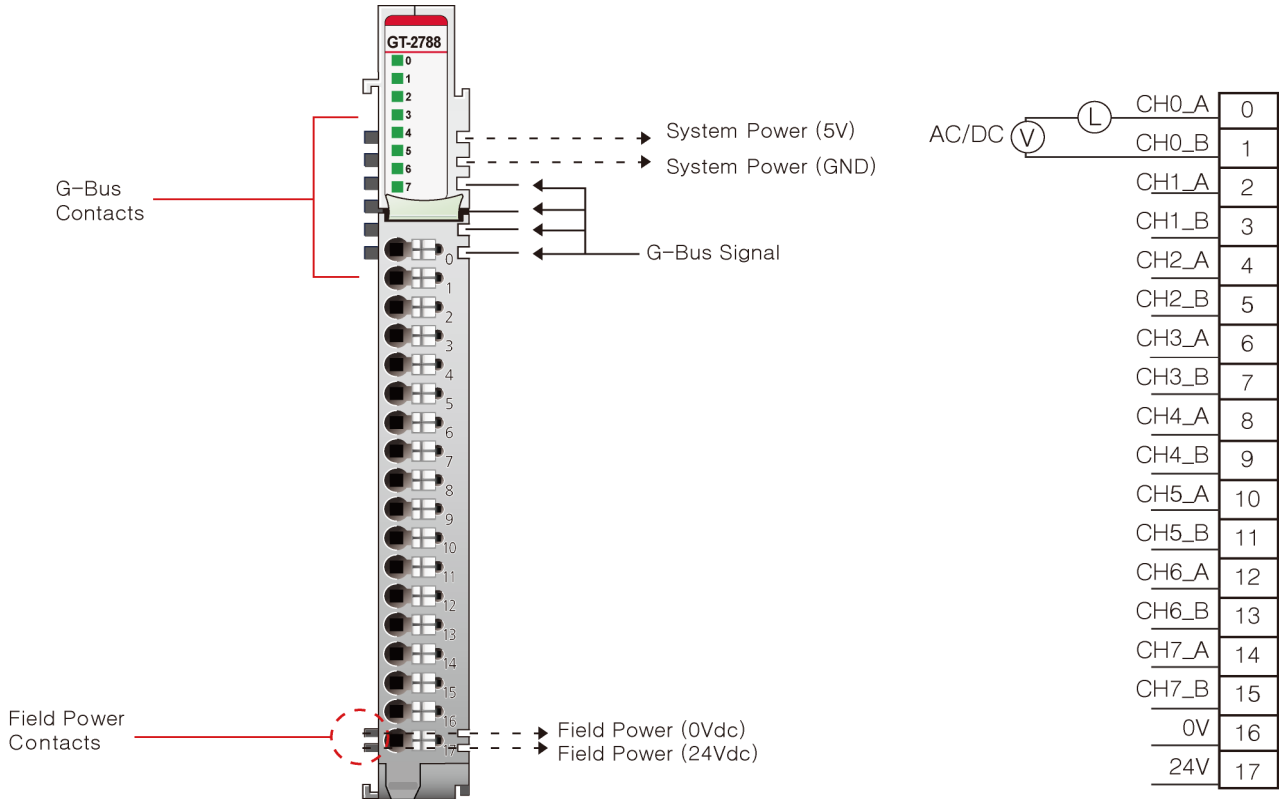 GT-2788
0
1
2
3
4
5
6
7
System Power (5V)
System Power (GND)
G-Bus
Contacts
G-Bus Signal
0
1
2
3
4
5
6
7
8
9
10
11
12
13
14
15
16
17
Field Power
Contacts
Field Power (0Vdc)
Field Power (24Vdc)
AC/DC V L
CH0_A 0
CH0_B 1
CH1_A 2
CH1_B 3
CH2_A 4
CH2_B 5
CH3_A 6
CH3_B 7
CH4_A 8
CH4_B 9
CH5_A 10
CH5_B 11
CH6_A 12
CH6_B 13
CH7_A 14
CH7_B 15
0V 16
24V 17